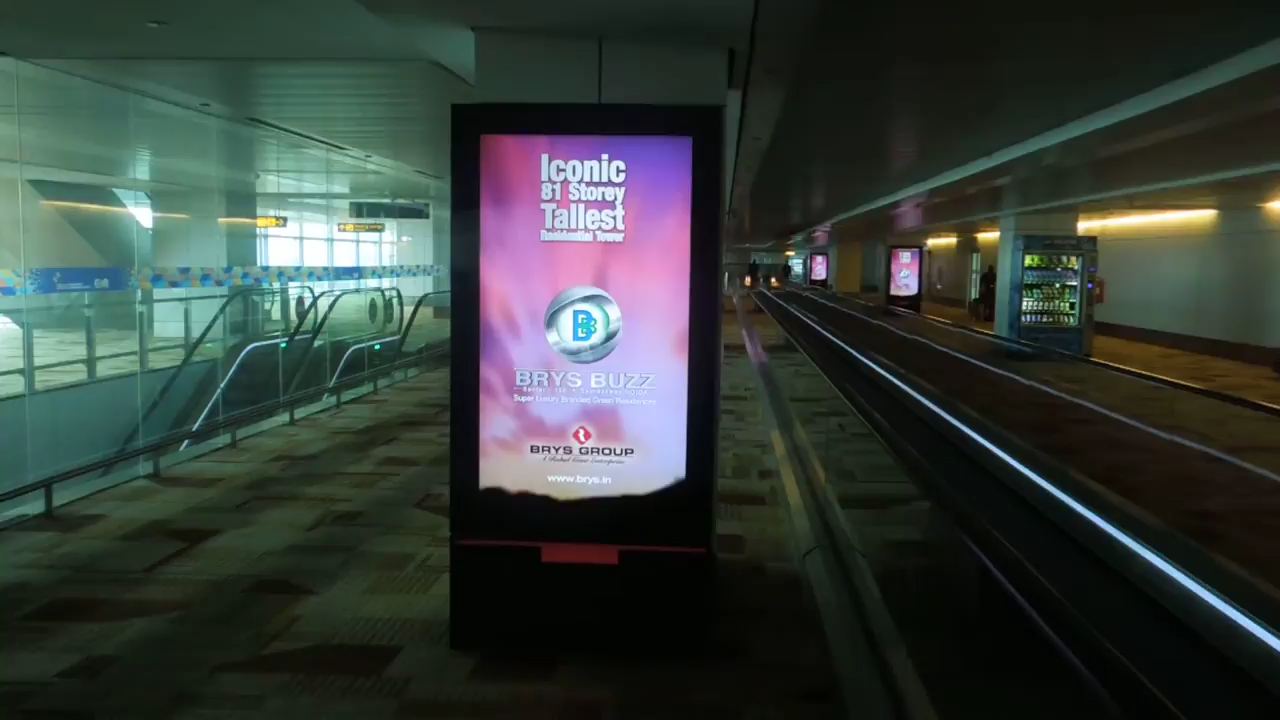 Iconic
81 Storey
Tallest
Residential Tower
B
BRYS BUZZ
Super Luxury Branded Green Residences
BRYS GROUP
www.brys.in